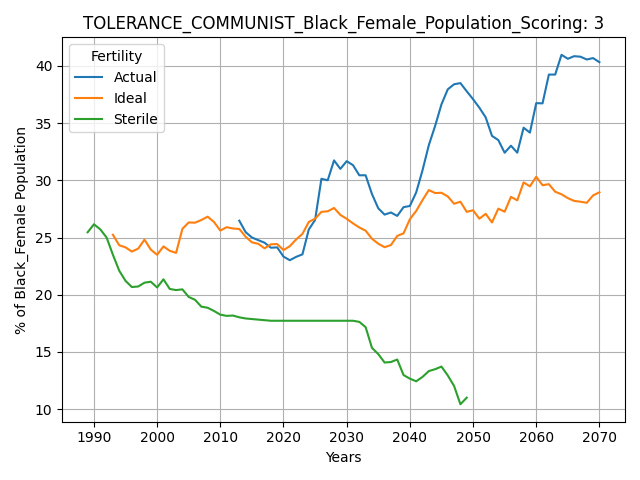 TOLERANCE_COMMUNIST_Black_Female_Population_Scoring: 3
Fertility
Actual
Ideal
Sterile
% of Black_Female Population
40
35
30
25
20
15
10
1990 2000 2010 2020 2030 2040 2050 2060 2070
Years